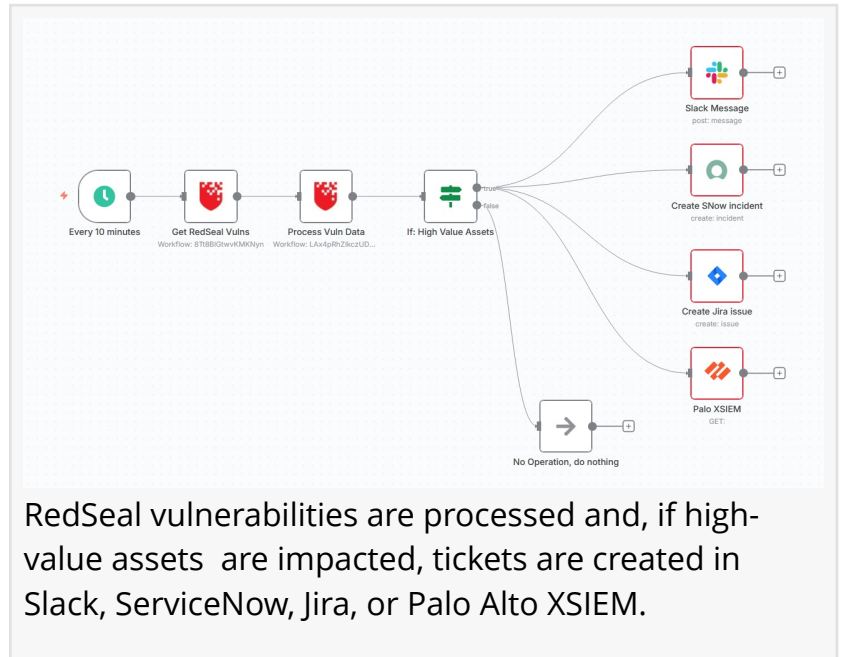 Slack Message
post: message
Create SNow incident
create: incident
true
false
Every 10 minutes
Get RedSeal Vulns
Workflow: 8Tt8BIGtwvKMKNyn
Process Vuln Data
Workflow: LAx4pRhZlkczUD...
If: High Value Assets
Create Jira issue
create: issue
Palo XSIEM
GET:
No Operation, do nothing
RedSeal vulnerabilities are processed and, if high-
value assets are impacted, tickets are created in
Slack, ServiceNow, Jira, or Palo Alto XSIEM.